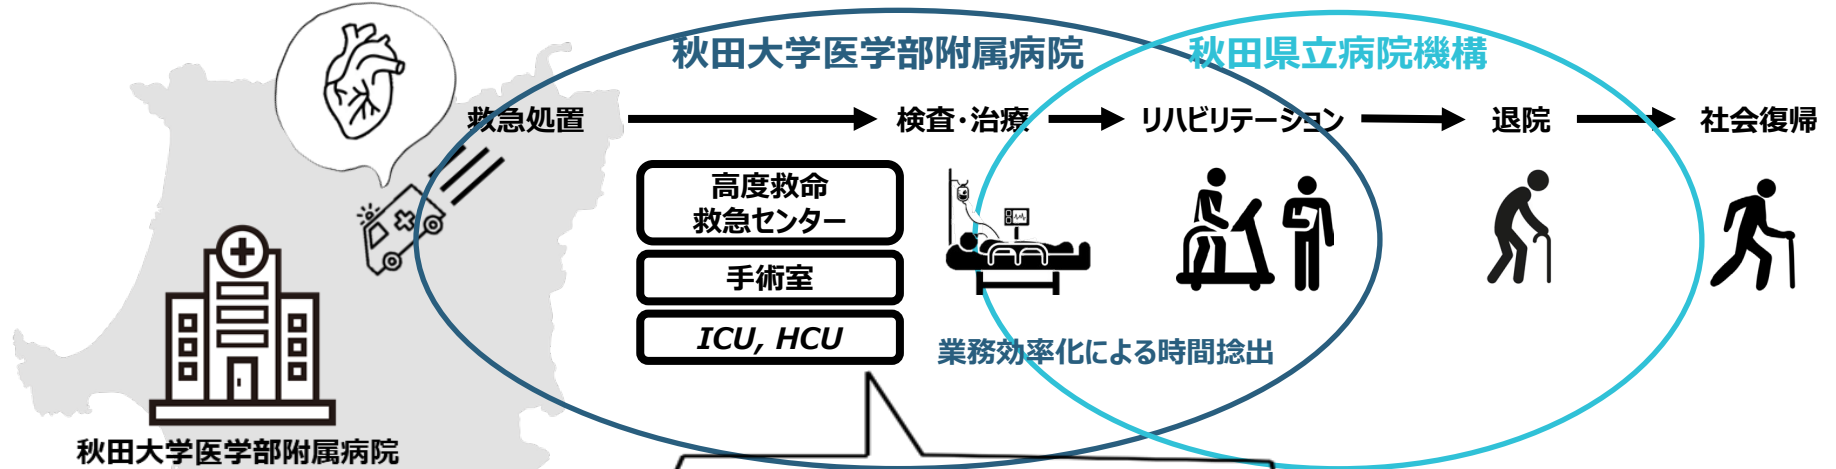 秋田大学医学部附属病院
秋田県立病院機構
救急処置
検査・治療
リハビリテーション
退院
社会復帰
高度救命
救急センター
手術室
ICU, HCU
業務効率化による時間捻出
秋田大学医学部附属病院